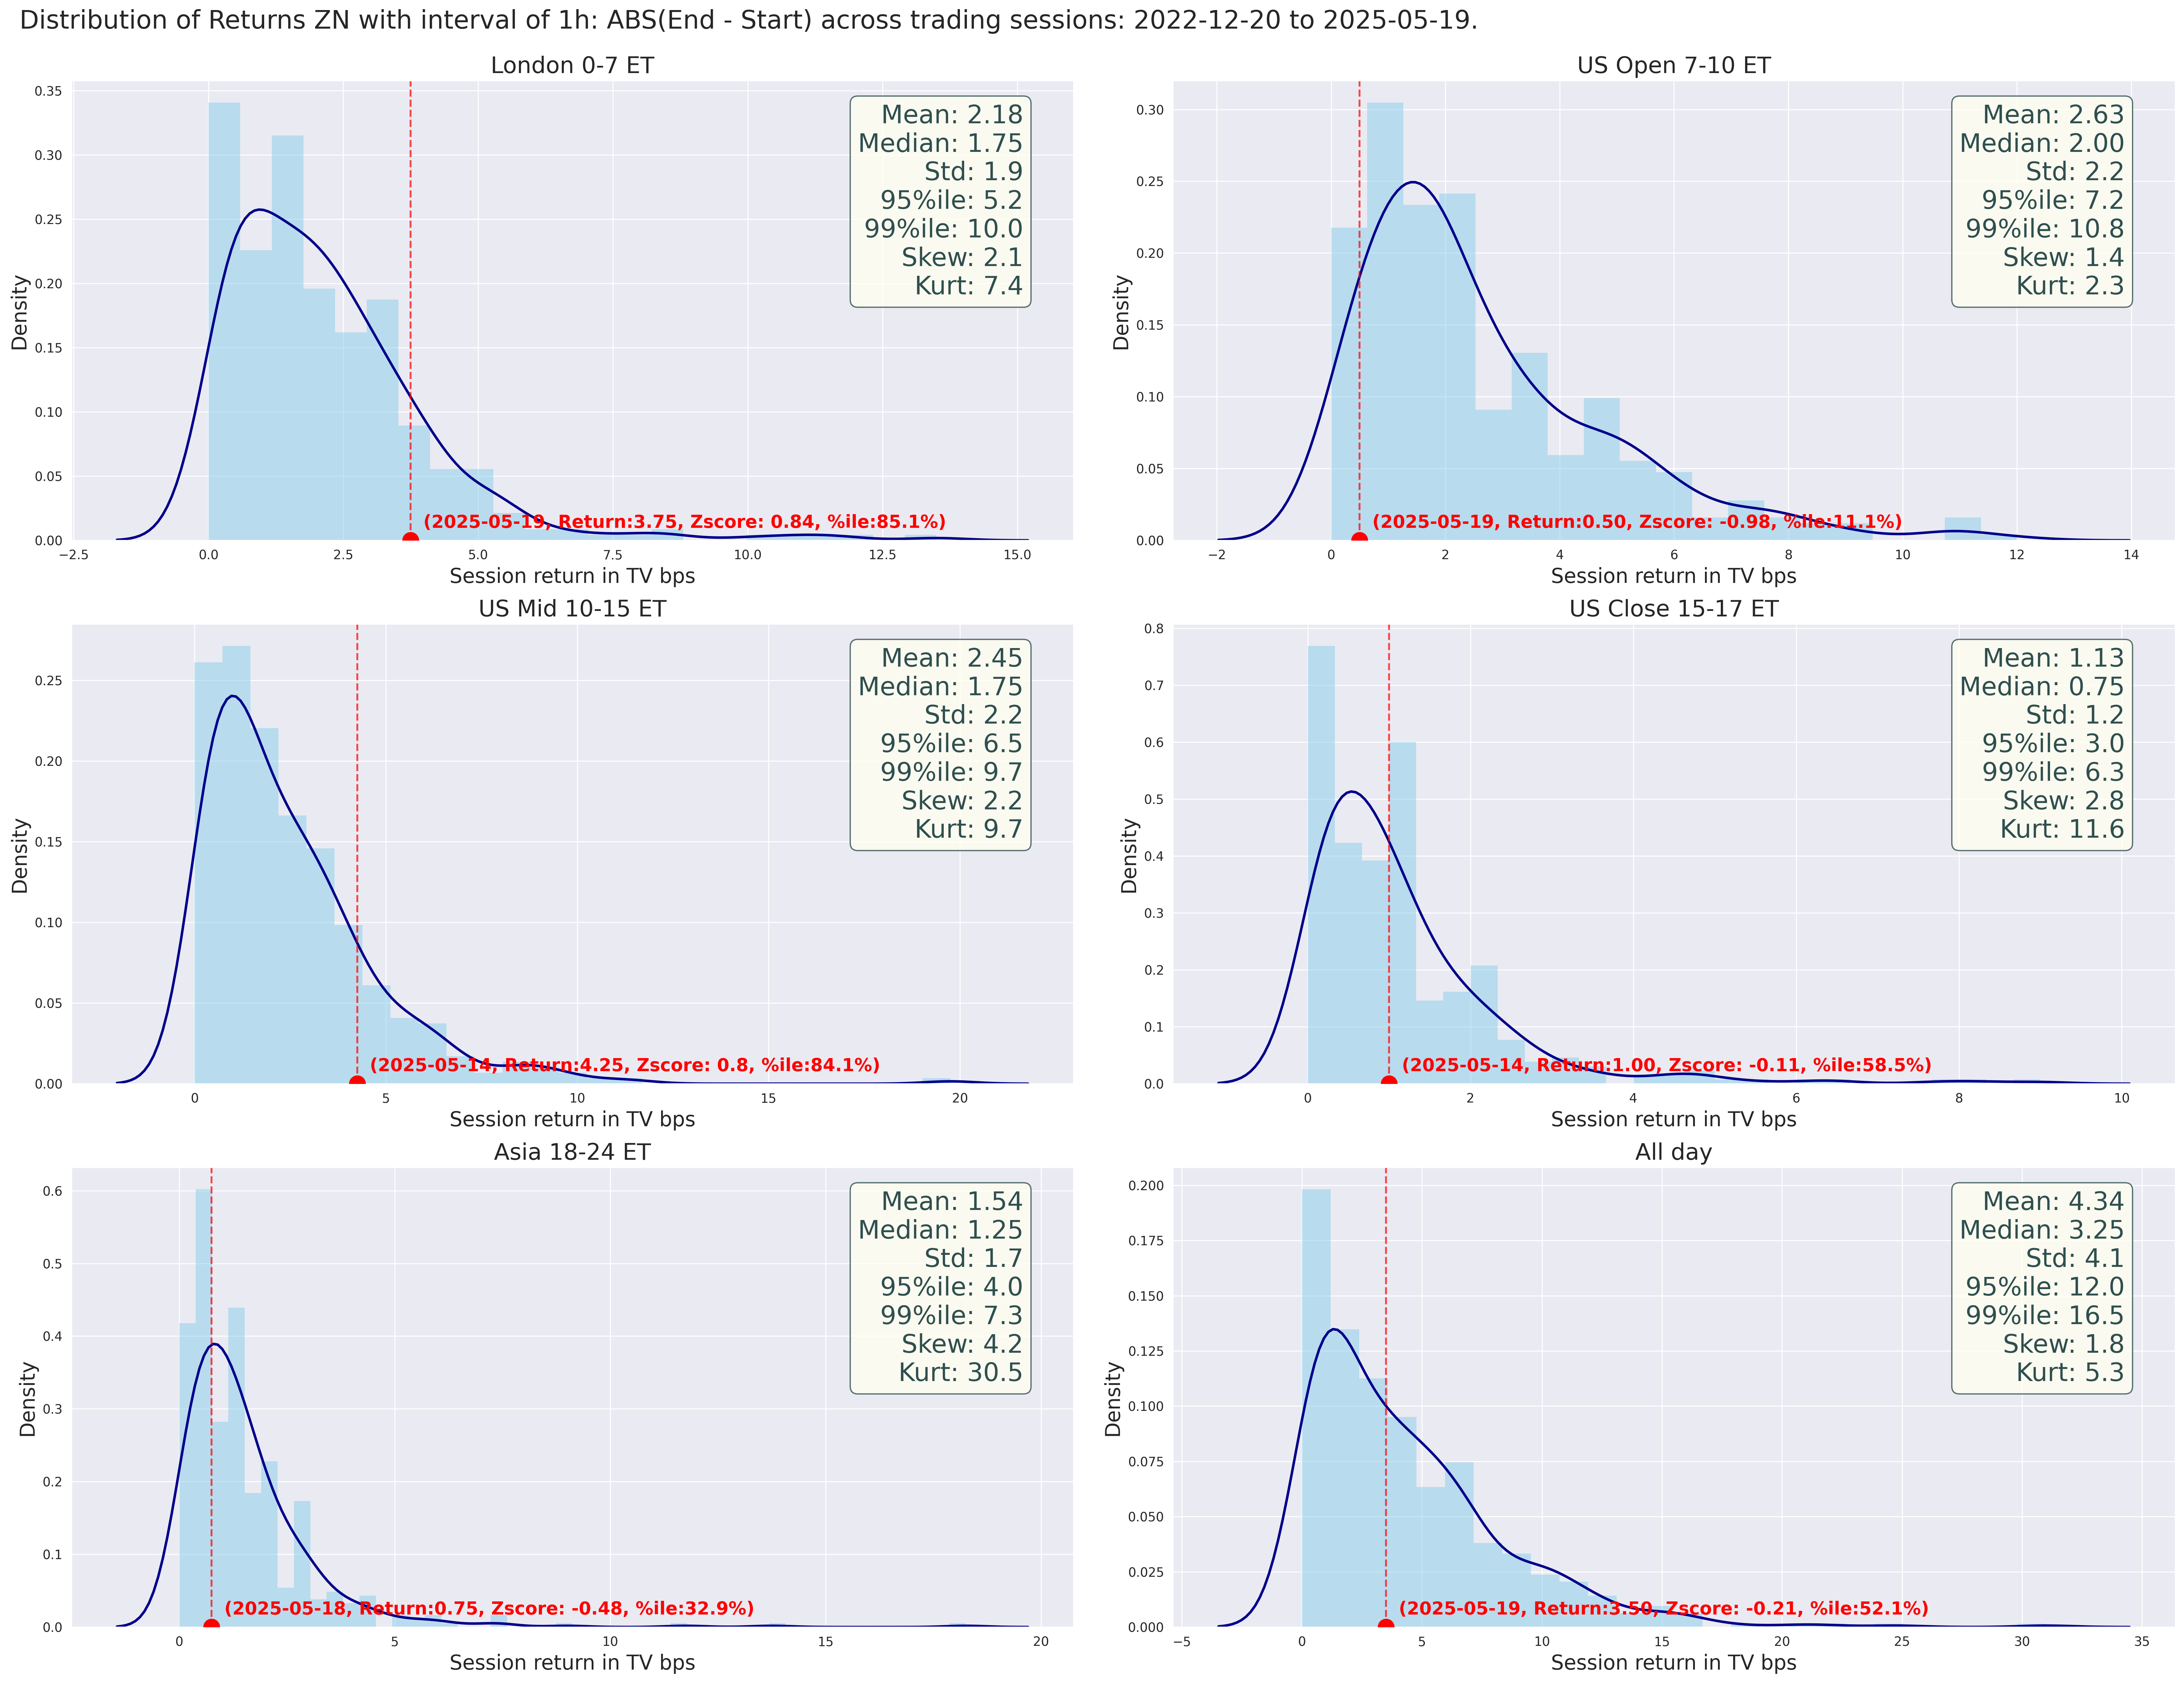 Distribution of Returns ZN with interval of 1h: ABS(End - Start) across trading sessions: 2022-12-20 to 2025-05-19.
London 0-7 ET
Density
0.35
0.30
0.25
0.20
0.15
0.10
0.05
0.00
Mean: 2.18
Median: 1.75
Std: 1.9
95%ile: 5.2
99%ile: 10.0
Skew: 2.1
Kurt: 7.4
(2025-05-19, Return:3.75, Zscore: 0.84, %ile:85.1%)
−2.5 0.0 2.5 5.0 7.5 10.0 12.5 15.0
Session return in TV bps
US Open 7-10 ET
Density
0.30
0.25
0.20
0.15
0.10
0.05
0.00
Mean: 2.63
Median: 2.00
Std: 2.2
95%ile: 7.2
99%ile: 10.8
Skew: 1.4
Kurt: 2.3
(2025-05-19, Return:0.50, Zscore: -0.98, %ile:11.1%)
−2 0 2 4 6 8 10 12 14
Session return in TV bps
US Mid 10-15 ET
Density
0.25
0.20
0.15
0.10
0.05
0.00
Mean: 2.45
Median: 1.75
Std: 2.2
95%ile: 6.5
99%ile: 9.7
Skew: 2.2
Kurt: 9.7
(2025-05-14, Return:4.25, Zscore: 0.8, %ile:84.1%)
0 5 10 15 20
Session return in TV bps
US Close 15-17 ET
Density
0.8
0.7
0.6
0.5
0.4
0.3
0.2
0.1
0.0
Mean: 1.13
Median: 0.75
Std: 1.2
95%ile: 3.0
99%ile: 6.3
Skew: 2.8
Kurt: 11.6
(2025-05-14, Return:1.00, Zscore: -0.11, %ile:58.5%)
0 2 4 6 8 10
Session return in TV bps
Asia 18-24 ET
Density
0.6
0.5
0.4
0.3
0.2
0.1
0.0
Mean: 1.54
Median: 1.25
Std: 1.7
95%ile: 4.0
99%ile: 7.3
Skew: 4.2
Kurt: 30.5
(2025-05-18, Return:0.75, Zscore: -0.48, %ile:32.9%)
0 5 10 15 20
Session return in TV bps
All day
Density
0.200
0.175
0.150
0.125
0.100
0.075
0.050
0.025
0.000
Mean: 4.34
Median: 3.25
Std: 4.1
95%ile: 12.0
99%ile: 16.5
Skew: 1.8
Kurt: 5.3
(2025-05-19, Return:3.50, Zscore: -0.21, %ile:52.1%)
−5 0 5 10 15 20 25 30 35
Session return in TV bps